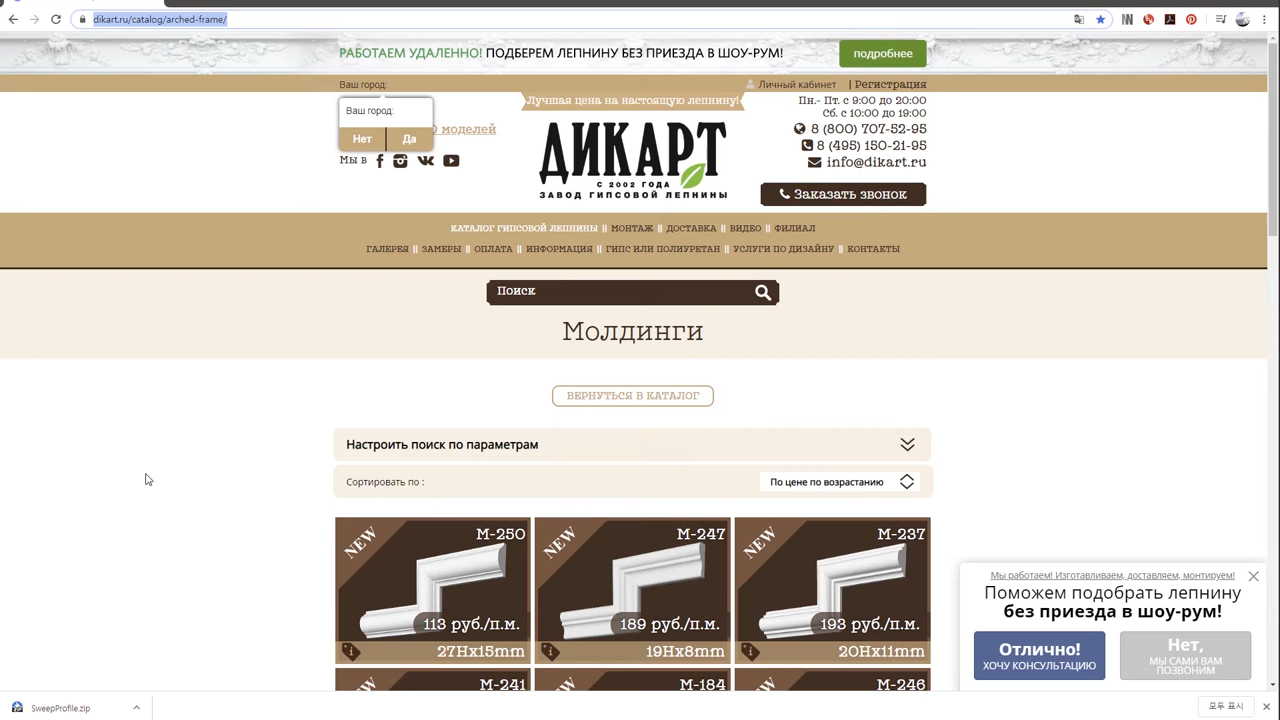 dikart.ru/catalog/arched-frame/
РАБОТАЕМ УДАЛЕННО! ПОДБЕРЕМ ЛЕПНИНУ БЕЗ ПРИЕЗДА В ШОУ-РУМ!
подробнее
Ваш город:
Личный кабинет | Регистрация
Ваш город:
Нет
Да
моделей
Мы в
Лучшая цена на настоящую лепнину!
ДИКАРТ
С 2002 ГОДА
ЗАВОД ГИПСОВОЙ ЛЕПНИНЫ
Пн.- Пт. с 9:00 до 20:00
Сб. с 10:00 до 19:00
8 (800) 707-52-95
8 (495) 150-21-95
info@dikart.ru
Заказать звонок
КАТАЛОГ ГИПСОВОЙ ЛЕПНИНЫ || МОНТАЖ || ДОСТАВКА || ВИДЕО || ФИЛИАЛ
ГАЛЕРЕЯ || ЗАМЕРЫ || ОПЛАТА || ИНФОРМАЦИЯ || ГИПС ИЛИ ПОЛИУРЕТАН || УСЛУГИ ПО ДИЗАЙНУ || КОНТАКТЫ
Поиск
Молдинги
ВЕРНУТЬСЯ В КАТАЛОГ
Настроить поиск по параметрам
Сортировать по :
По цене по возрастанию
NEW
M-250
113 руб./п.м.
27Hx15mm
NEW
M-247
189 руб./п.м.
19Hx8mm
NEW
M-237
193 руб./п.м.
20Hx11mm
M-241
M-184
M-246
Мы работаем! Изготавливаем, доставляем, монтируем!
Поможем подобрать лепнину
без приезда в шоу-рум!
Отлично!
ХОЧУ КОНСУЛЬТАЦИЮ
Нет,
МЫ САМИ ВАМ
ПОЗВОНИМ
SweepProfile.zip
모두 표시